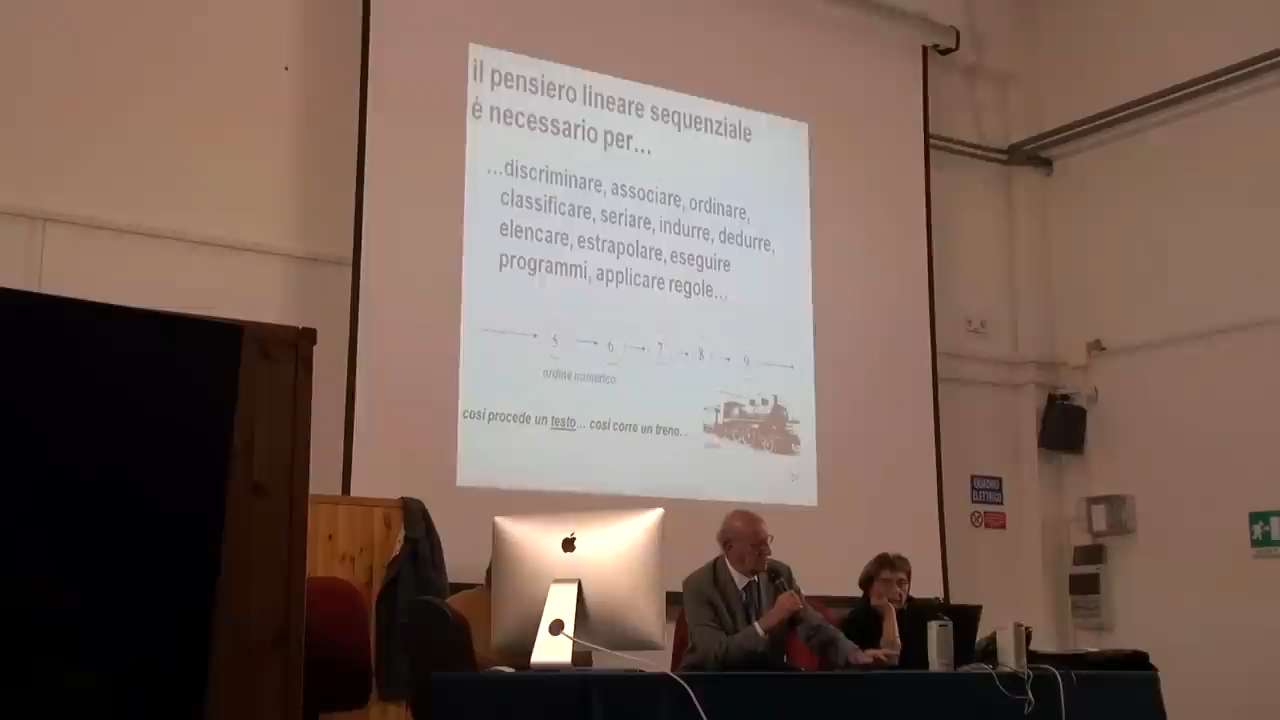 il pensiero lineare sequenziale
è necessario per...
...discriminare, associare, ordinare,
classificare, seriare, indurre, dedurre,
elencare, estrapolare, eseguire
programmi, applicare regole...
5 6 7 8 9
ordine numerico
così procede un testo... così corre un treno...
QUADRO
ELETTRICO